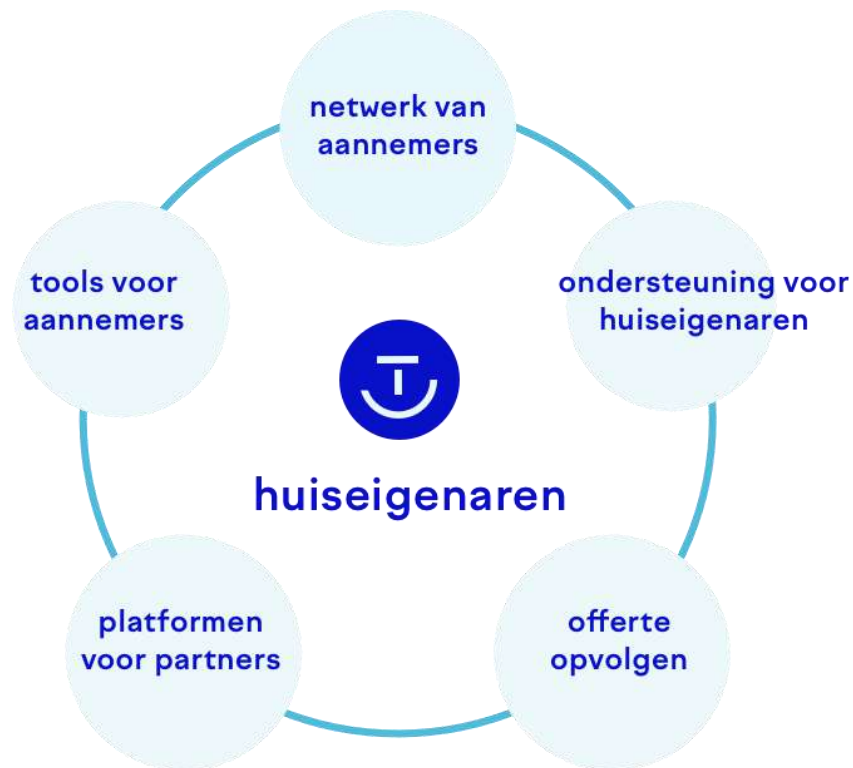 netwerk van
aannemers
tools voor
aannemers
ondersteuning voor
huiseigenaren
huiseigenaren
platformen
voor partners
offerte
opvolgen